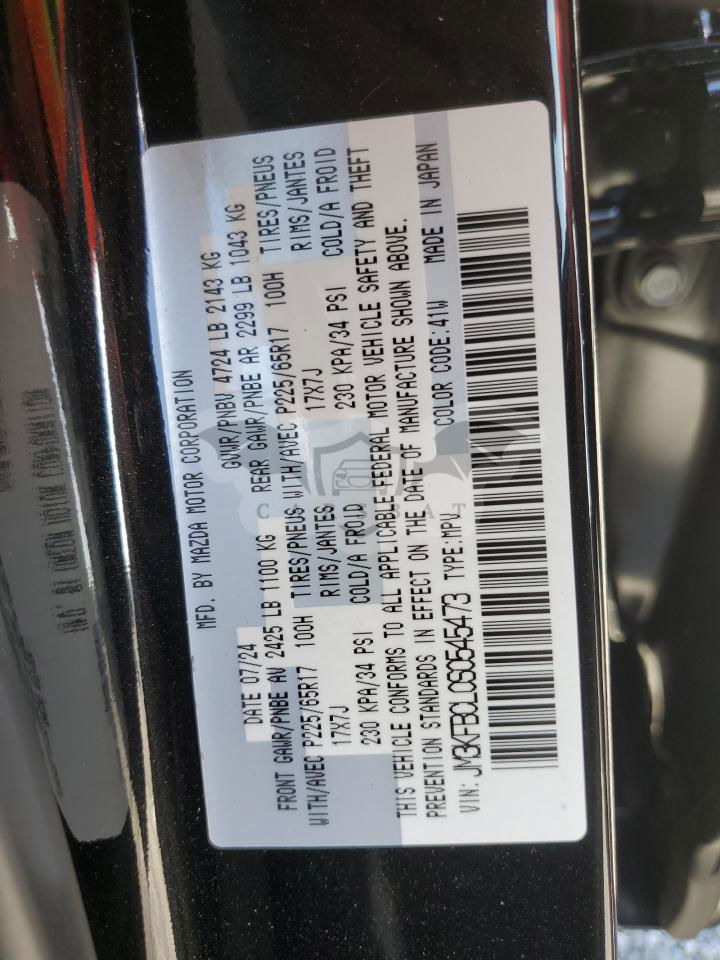 MFD. BY MAZDA MOTOR CORPORATION
DATE 07/24 GVWR/PNBV 4724 LB 2143 KG
FRONT GAWR/PNBE AV 2425 LB 1100 KG REAR GAWR/PNBE AR 2299 LB 1043 KG
WITH/AVEC P225/65R17 100H TIRES/PNEUS WITH/AVEC P225/65R17 100H TIRES/PNEUS
17X7J RIMS/JANTES 17X7J RIMS/JANTES
230 KPA/34 PSI COLD/A FROID 230 KPA/34 PSI COLD/A FROID
THIS VEHICLE CONFORMS TO ALL APPLICABLE FEDERAL MOTOR VEHICLE SAFETY AND THEFT
PREVENTION STANDARDS IN EFFECT ON THE DATE OF MANUFACTURE SHOWN ABOVE.
VIN: JM3KFBCL0S0545473 TYPE:MPV COLOR CODE:41W MADE IN JAPAN